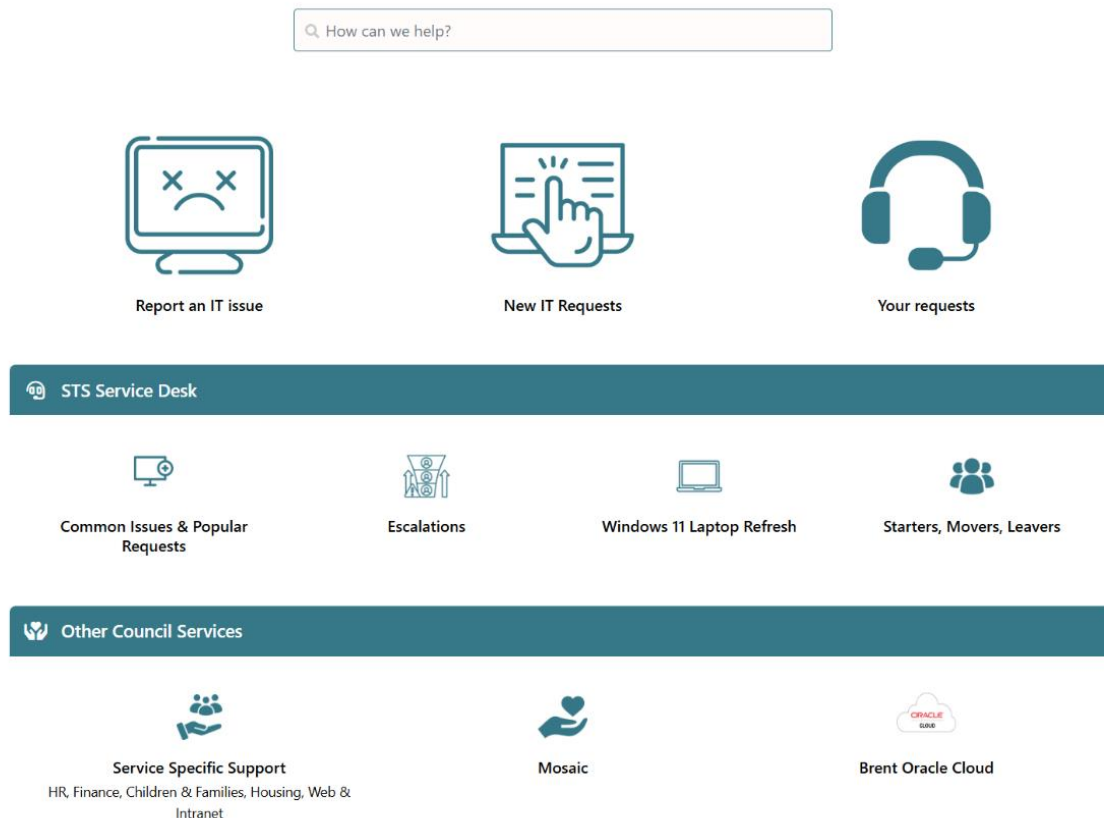 How can we help?
Report an IT issue
New IT Requests
Your requests
STS Service Desk
Common Issues & Popular
Requests
Escalations
Windows 11 Laptop Refresh
Starters, Movers, Leavers
Other Council Services
Service Specific Support
HR, Finance, Children & Families, Housing, Web &
Intranet
Mosaic
ORACLE
CLOUD
Brent Oracle Cloud